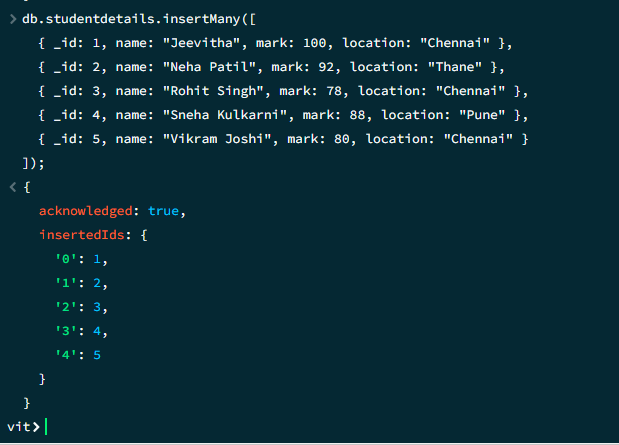 > db.studentdetails.insertMany([
{ _id: 1, name: "Jeevitha", mark: 100, location: "Chennai" },
{ _id: 2, name: "Neha Patil", mark: 92, location: "Thane" },
{ _id: 3, name: "Rohit Singh", mark: 78, location: "Chennai" },
{ _id: 4, name: "Sneha Kulkarni", mark: 88, location: "Pune" },
{ _id: 5, name: "Vikram Joshi", mark: 80, location: "Chennai" }
]);
< {
acknowledged: true,
insertedIds: {
'0': 1,
'1': 2,
'2': 3,
'3': 4,
'4': 5
}
}
vit>